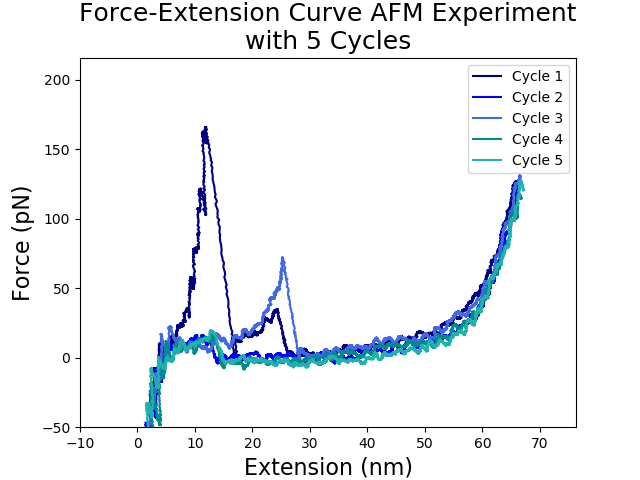 Force-Extension Curve AFM Experiment
with 5 Cycles
Cycle 1
Cycle 2
Cycle 3
Cycle 4
Cycle 5
200
150
100
50
0
−50
Force (pN)
−10 0 10 20 30 40 50 60 70
Extension (nm)